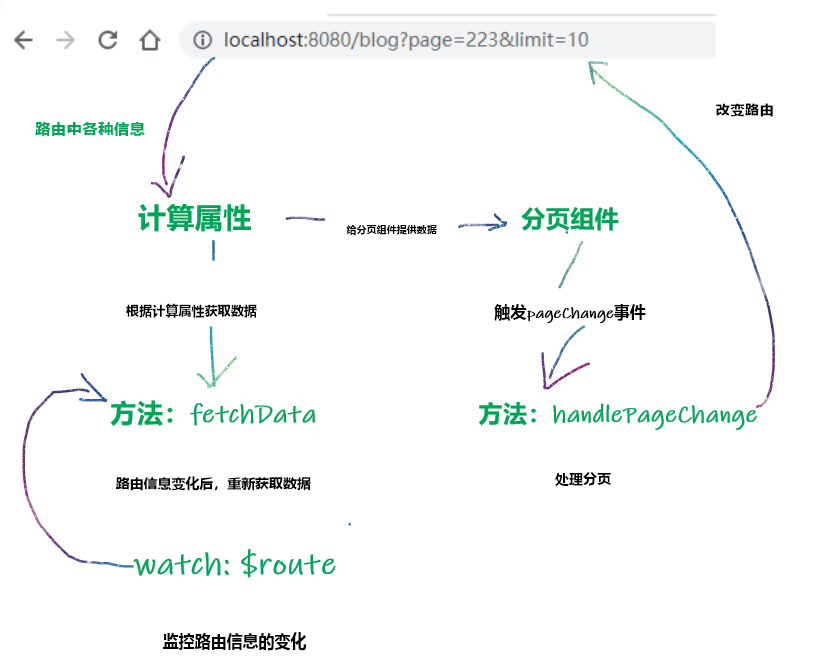 localhost:8080/blog?page=223&limit=10
改变路由
路由中各种信息
计算属性
给分页组件提供数据
分页组件
根据计算属性获取数据
触发pageChange事件
方法：fetchData
方法：handlePageChange
路由信息变化后，重新获取数据
处理分页
watch: $route
监控路由信息的变化